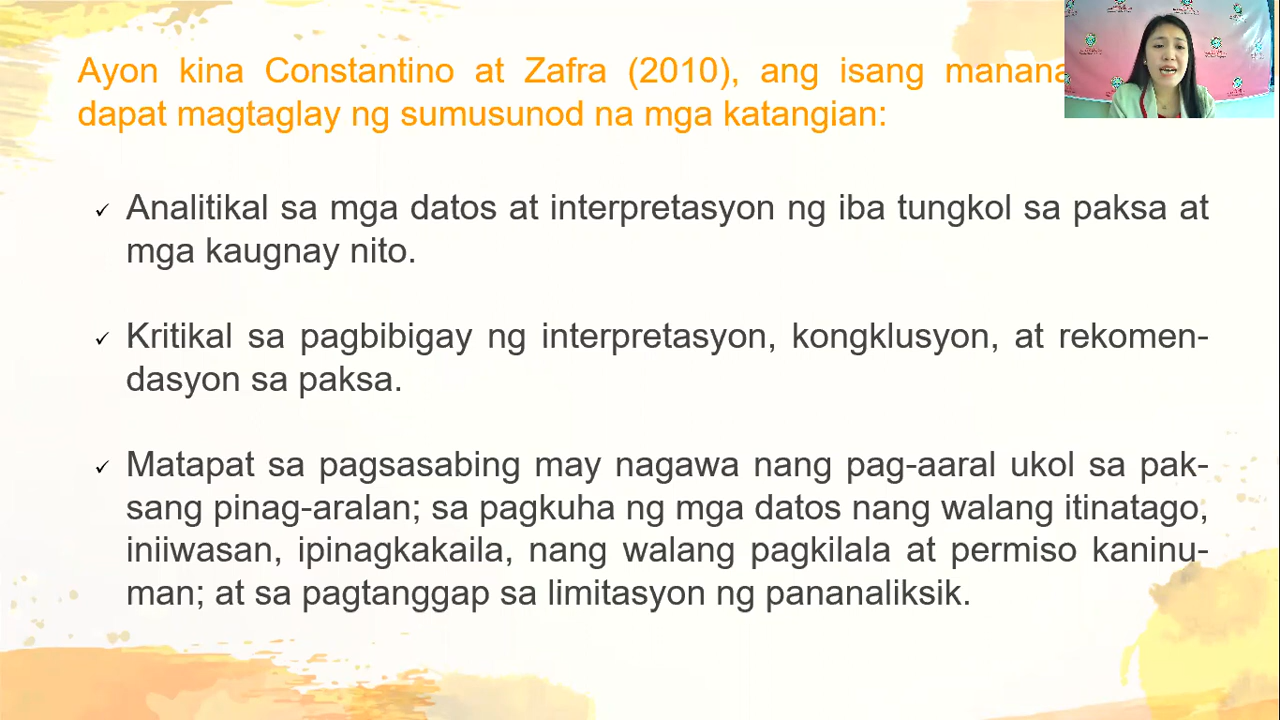 Ayon kina Constantino at Zafra (2010), ang isang
dapat magtaglay ng sumusunod na mga katangian:
✓ Analitikal sa mga datos at interpretasyon ng iba tungkol sa paksa at
mga kaugnay nito.
✓ Kritikal sa pagbibigay ng interpretasyon, kongklusyon, at rekomen-
dasyon sa paksa.
✓ Matapat sa pagsasabing may nagawa nang pag-aaral ukol sa pak-
sang pinag-aralan; sa pagkuha ng mga datos nang walang itinatago,
iniiwasan, ipinagkakaila, nang walang pagkilala at permiso kaninu-
man; at sa pagtanggap sa limitasyon ng pananaliksik.